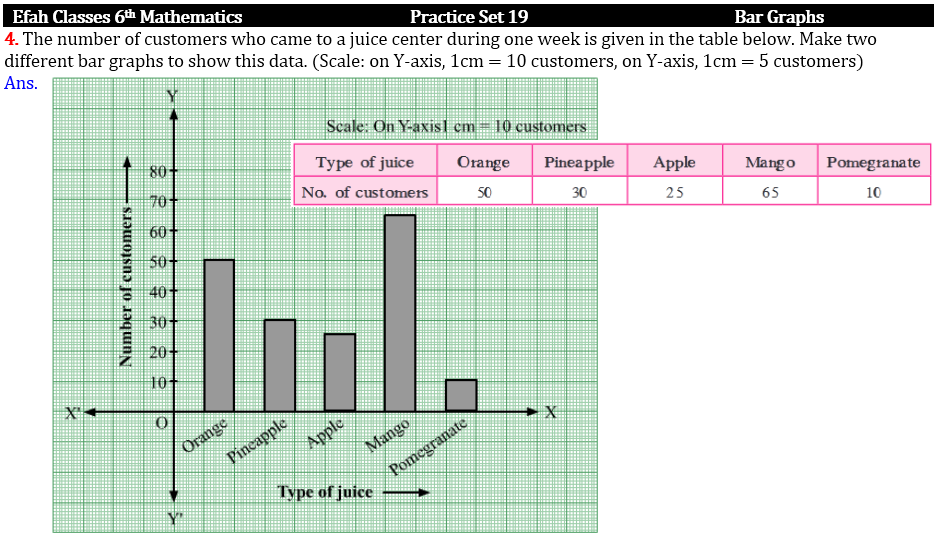 Efah Classes 6th Mathematics Practice Set 19 Bar Graphs
4. The number of customers who came to a juice center during one week is given in the table below. Make two
different bar graphs to show this data. (Scale: on Y-axis, 1cm = 10 customers, on Y-axis, 1cm = 5 customers)
Ans.
Y
Scale: On Y-axis1 cm = 10 customers
Type of juice Orange Pineapple Apple Mango Pomegranate
No. of customers 50 30 25 65 10
Number of customers
80
70
60
50
40
30
20
10
X' X
O
Orange Pineapple Apple Mango Pomegranate
Type of juice
Y'